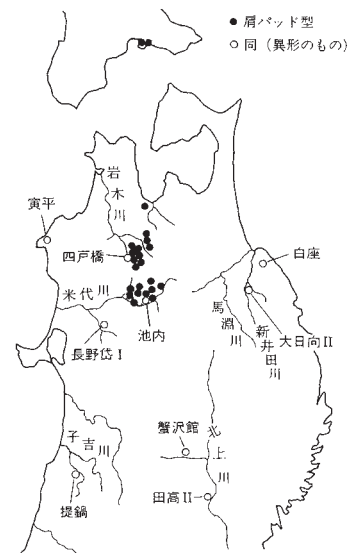 ● 肩パッド型
○ 同（異形のもの）
岩木川
寅平
四戸橋
白座
米代川
馬淵川
新井田川
大日向Ⅱ
池内
長野岱Ⅰ
蟹沢館
北上川
子吉川
田高Ⅱ
提鍋